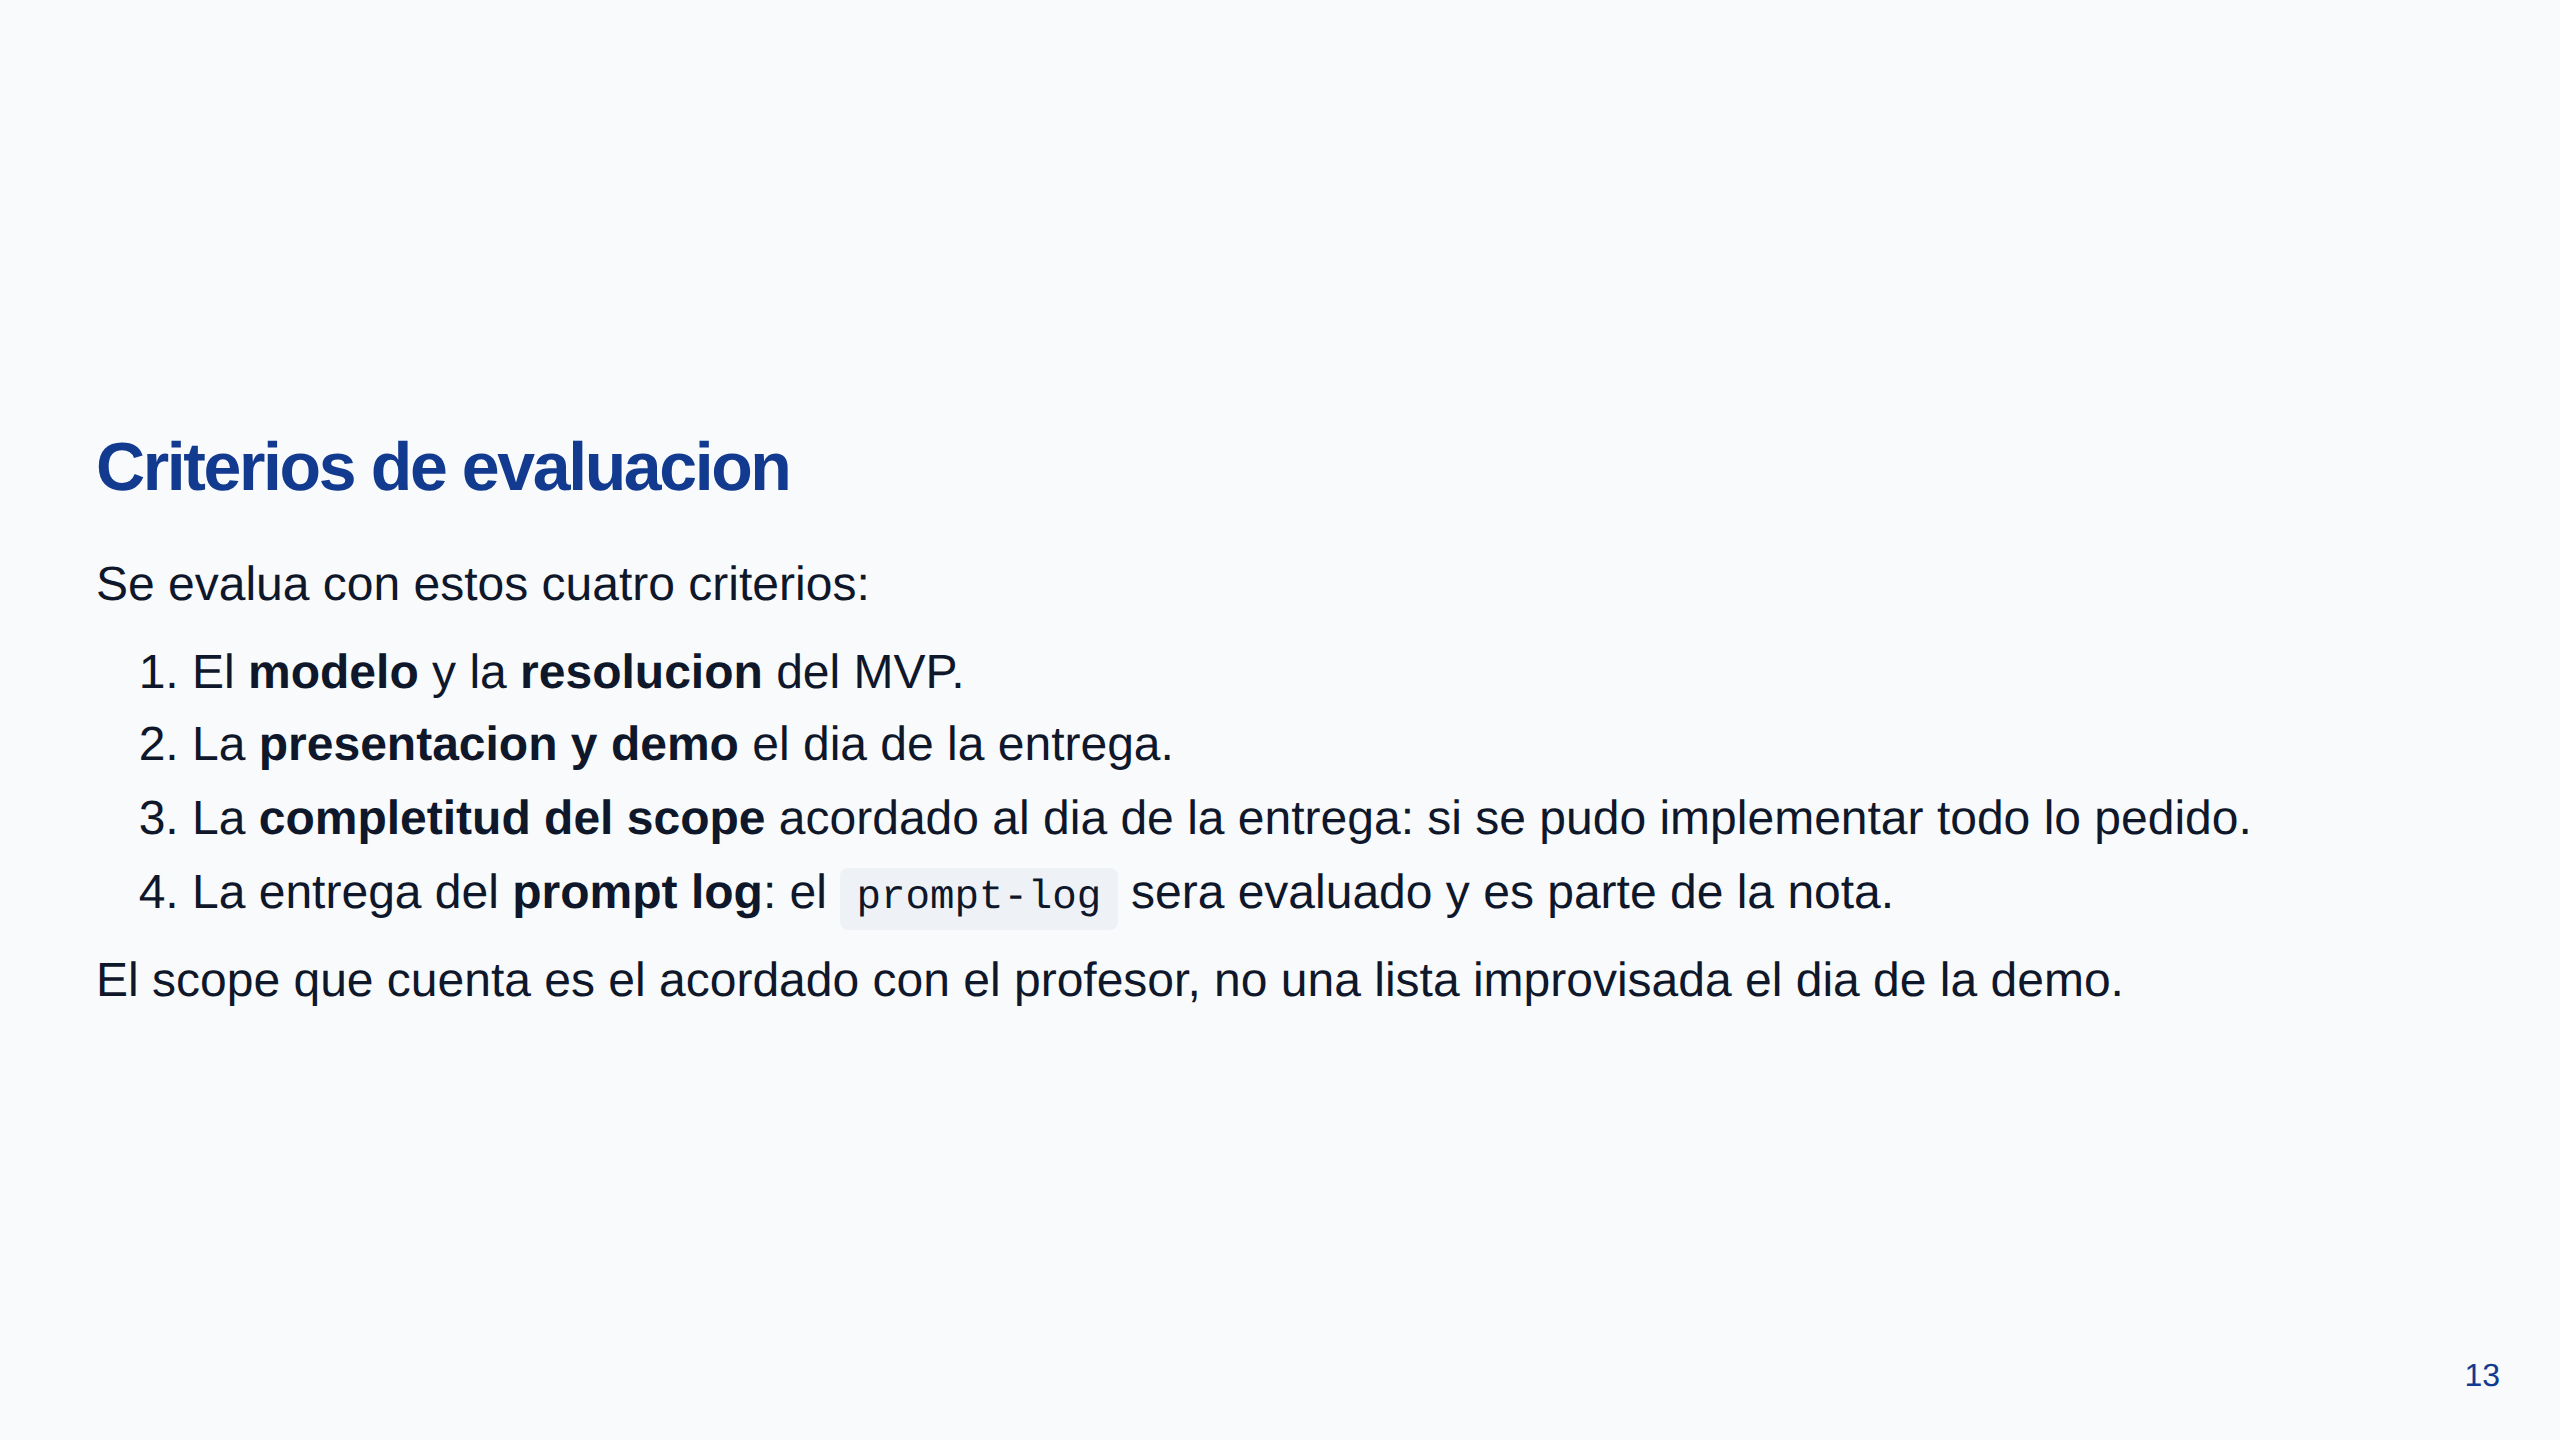 Criterios de evaluacion
Se evalua con estos cuatro criterios:
1. El modelo y la resolucion del MVP.
2. La presentacion y demo el dia de la entrega.
3. La completitud del scope acordado al dia de la entrega: si se pudo implementar todo lo pedido.
4. La entrega del prompt log: el prompt-log sera evaluado y es parte de la nota.
El scope que cuenta es el acordado con el profesor, no una lista improvisada el dia de la demo.
13